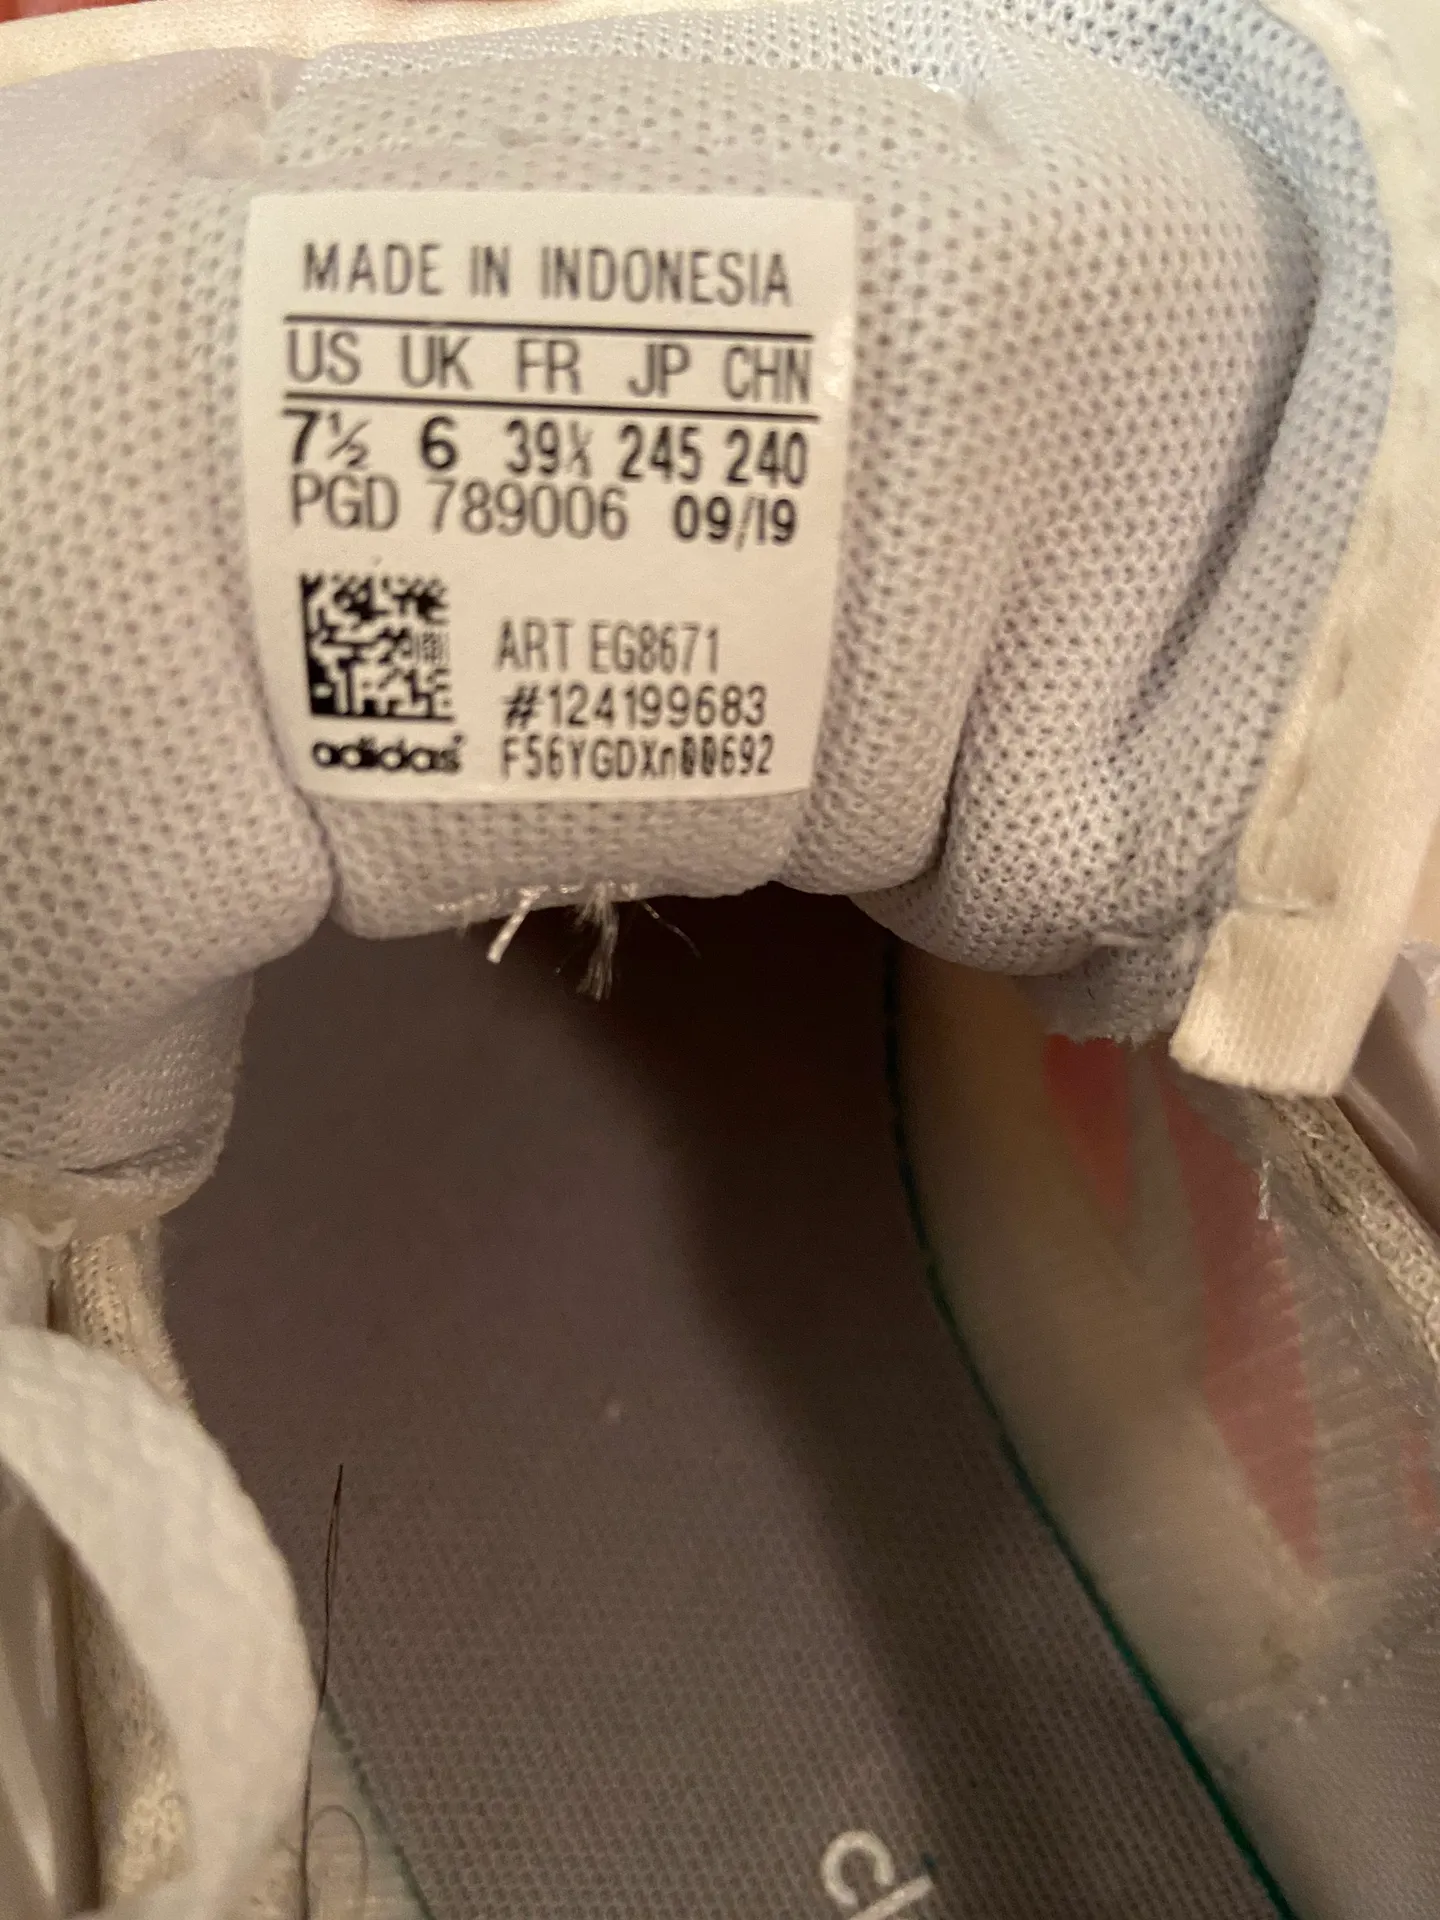 MADE IN INDONESIA
US UK FR JP CHN
7½ 6 39⅓ 245 240
PGD 789006 09/19
ART EG8671
#124199683
adidas F56YGDXn00692
cl